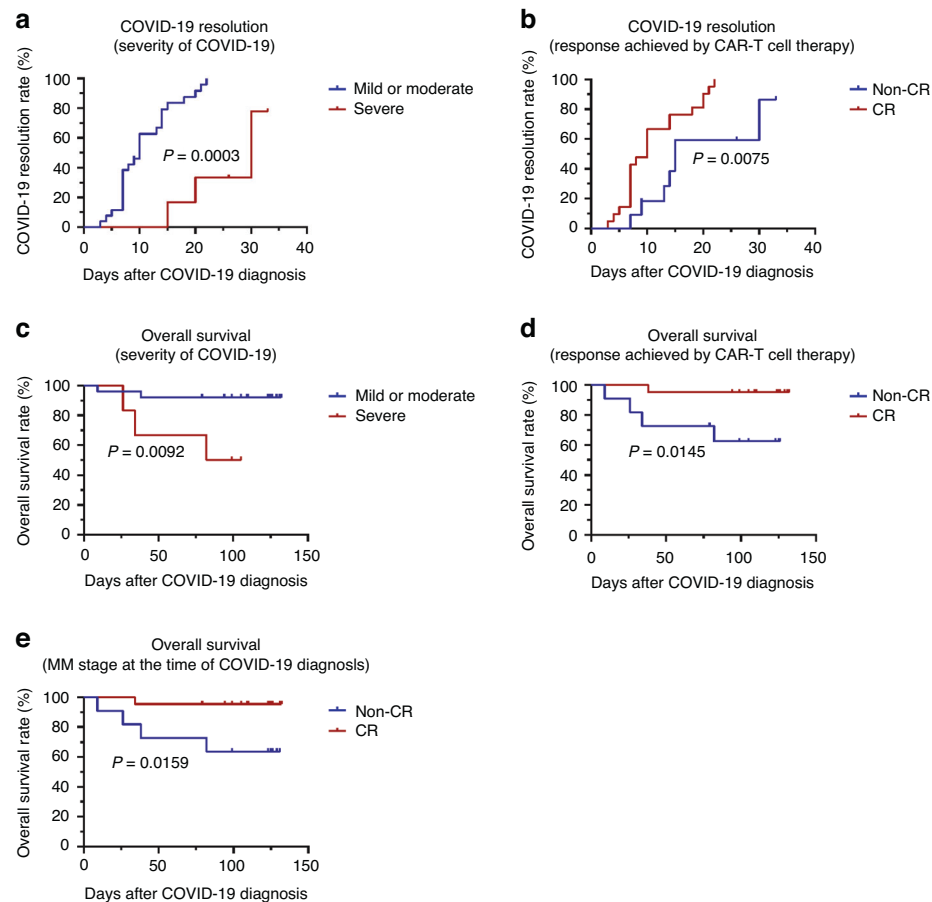 a
COVID-19 resolution
(severity of COVID-19)
COVID-19 resolution rate (%)
100
80
60
40
20
0
P = 0.0003
Mild or moderate
Severe
0 10 20 30 40
Days after COVID-19 diagnosis
b
COVID-19 resolution
(response achieved by CAR-T cell therapy)
COVID-19 resolution rate (%)
100
80
60
40
20
0
P = 0.0075
Non-CR
CR
0 10 20 30 40
Days after COVID-19 diagnosis
c
Overall survival
(severity of COVID-19)
Overall survival rate (%)
100
80
60
40
20
0
P = 0.0092
Mild or moderate
Severe
0 50 100 150
Days after COVID-19 diagnosis
d
Overall survival
(response achieved by CAR-T cell therapy)
Overall survival rate (%)
100
80
60
40
20
0
P = 0.0145
Non-CR
CR
0 50 100 150
Days after COVID-19 diagnosis
e
Overall survival
(MM stage at the time of COVID-19 diagnosls)
Overall survival rate (%)
100
80
60
40
20
0
P = 0.0159
Non-CR
CR
0 50 100 150
Days after COVID-19 diagnosis